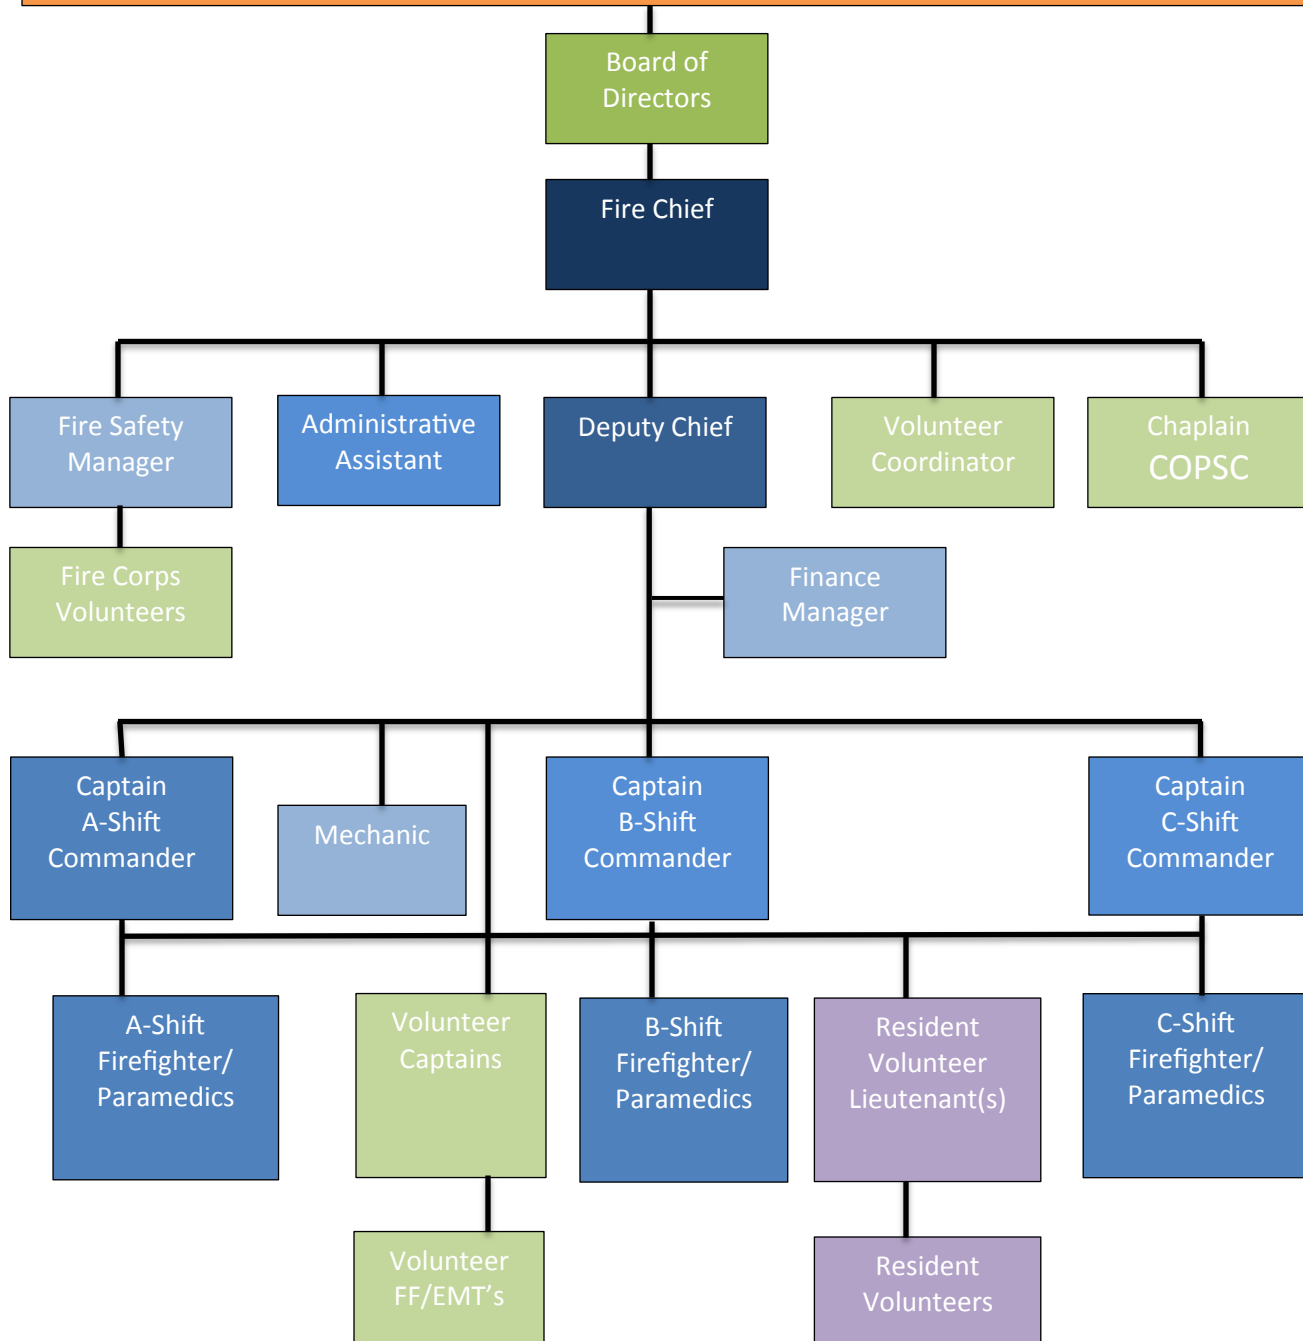 Board of
Directors
Fire Chief
Fire Safety
Manager
Administrative
Assistant
Deputy Chief
Volunteer
Coordinator
Chaplain
COPSC
Fire Corps
Volunteers
Finance
Manager
Captain
A-Shift
Commander
Mechanic
Captain
B-Shift
Commander
Captain
C-Shift
Commander
A-Shift
Firefighter/
Paramedics
Volunteer
Captains
B-Shift
Firefighter/
Paramedics
Resident
Volunteer
Lieutenant(s)
C-Shift
Firefighter/
Paramedics
Volunteer
FF/EMT’s
Resident
Volunteers